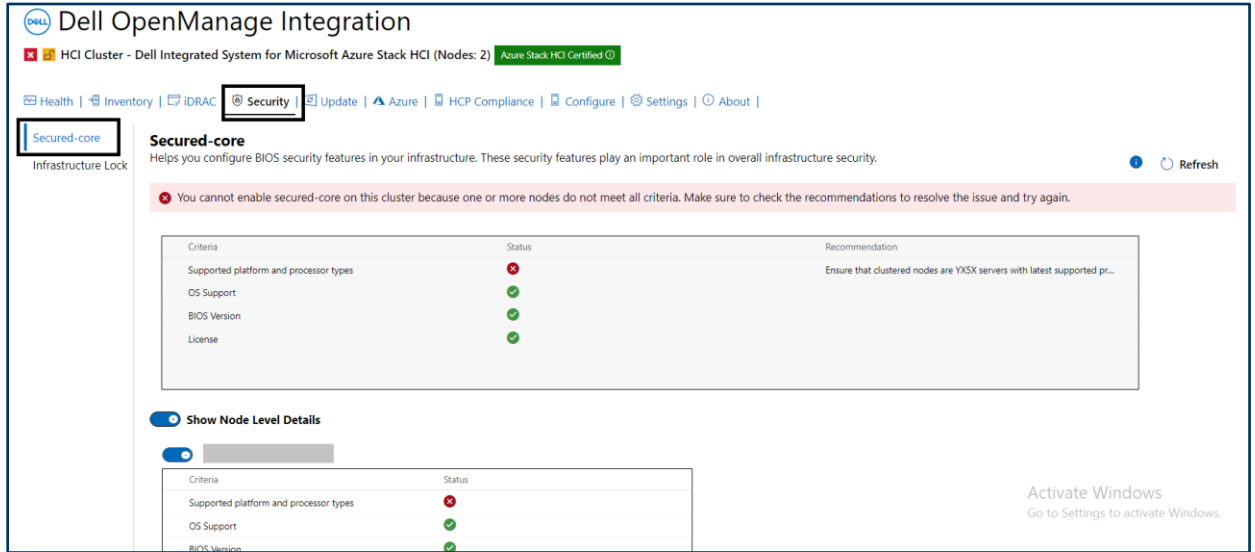 DELL Dell OpenManage Integration
HCI Cluster - Dell Integrated System for Microsoft Azure Stack HCI (Nodes: 2) Azure Stack HCI Certified
Health | Inventory | iDRAC | Security | Update | Azure | HCP Compliance | Configure | Settings | About |
Secured-core
Infrastructure Lock
Secured-core
Helps you configure BIOS security features in your infrastructure. These security features play an important role in overall infrastructure security.
Refresh
You cannot enable secured-core on this cluster because one or more nodes do not meet all criteria. Make sure to check the recommendations to resolve the issue and try again.
Criteria Status Recommendation
Supported platform and processor types Ensure that clustered nodes are YX5X servers with latest supported pr...
OS Support
BIOS Version
License
Show Node Level Details
Criteria Status
Supported platform and processor types
OS Support
BIOS Version
Activate Windows
Go to Settings to activate Windows.